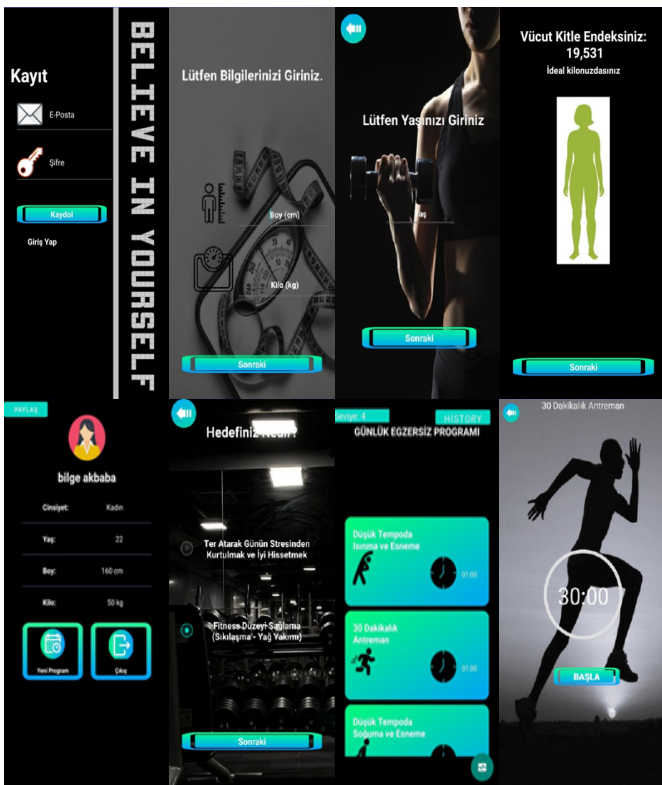 Kayıt
E-Posta
Şifre
Kaydol
Giriş Yap
BELIEVE IN YOURSELF
Lütfen Bilgilerinizi Giriniz.
Boy (cm)
Kilo (kg)
Sonraki
Lütfen Yaşınızı Giriniz
Yaş
Sonraki
Vücut Kitle Endeksiniz:
19,531
İdeal kilonuzdasınız
Sonraki
PAYLAŞ
bilge akbaba
Cinsiyet: Kadın
Yaş: 22
Boy: 160 cm
Kilo: 50 kg
Yeni Program
Çıkış
Hedefiniz Nedir?
Ter Atarak Günün Stresinden
Kurtulmak ve İyi Hissetmek
Fitness Düzeyi Sağlama
(Sıkılaşma - Yağ Yakımı)
Sonraki
Seviye: 4
HİSTORY
GÜNLÜK EGZERSİZ PROGRAMI
Düşük Tempoda
Isınma ve Esneme
01:00
30 Dakikalık
Antreman
01:00
Düşük Tempoda
Soğuma ve Esneme
30 Dakikalık Antreman
30:00
BAŞLA